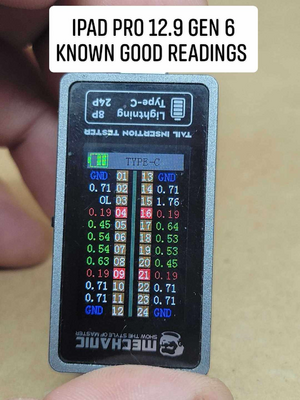 IPAD PRO 12.9 GEN 6
KNOWN GOOD READINGS
8P
24P
Lightning
Type-C
TAIL INSERTION TESTER
TYPE-C
GND 01 13 GND
0.71 02 14 0.71
OL 03 15 1.76
0.19 04 16 0.19
0.45 05 17 0.64
0.54 06 18 0.53
0.54 07 19 0.53
0.63 08 20 0.45
0.19 09 21 0.19
0.71 10 22 0.71
0.71 11 23 0.71
GND 12 24 GND
MECHANIC
SHOW THE STYLE OF MASTER